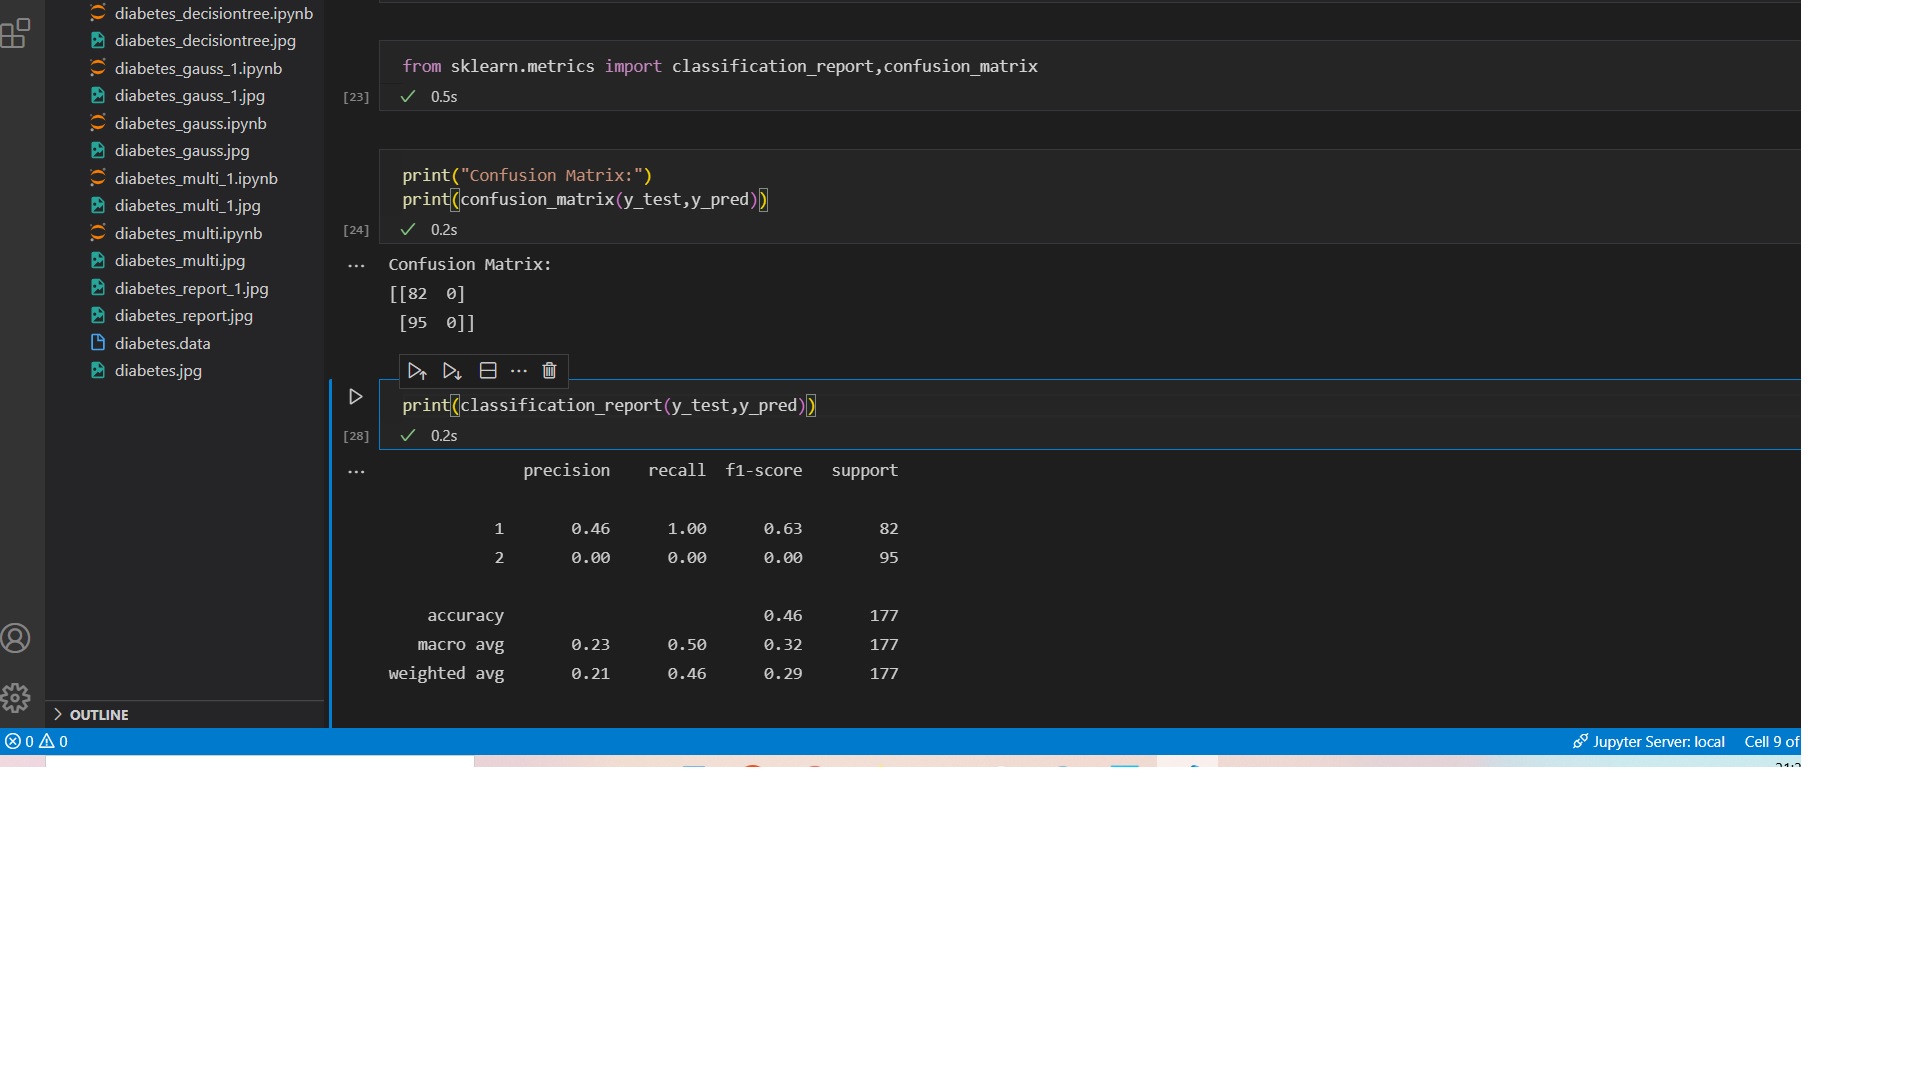 diabetes_decisiontree.ipynb
diabetes_decisiontree.jpg
diabetes_gauss_1.ipynb
diabetes_gauss_1.jpg
diabetes_gauss.ipynb
diabetes_gauss.jpg
diabetes_multi_1.ipynb
diabetes_multi_1.jpg
diabetes_multi.ipynb
diabetes_multi.jpg
diabetes_report_1.jpg
diabetes_report.jpg
diabetes.data
diabetes.jpg
OUTLINE
from sklearn.metrics import classification_report,confusion_matrix
[23] 0.5s
print("Confusion Matrix:")
print(confusion_matrix(y_test,y_pred))
[24] 0.2s
Confusion Matrix:
[[82  0]
 [95  0]]
print(classification_report(y_test,y_pred))
[28] 0.2s
precision recall f1-score support
1 0.46 1.00 0.63 82
2 0.00 0.00 0.00 95
accuracy 0.46 177
macro avg 0.23 0.50 0.32 177
weighted avg 0.21 0.46 0.29 177
0 0 Jupyter Server: local Cell 9 of